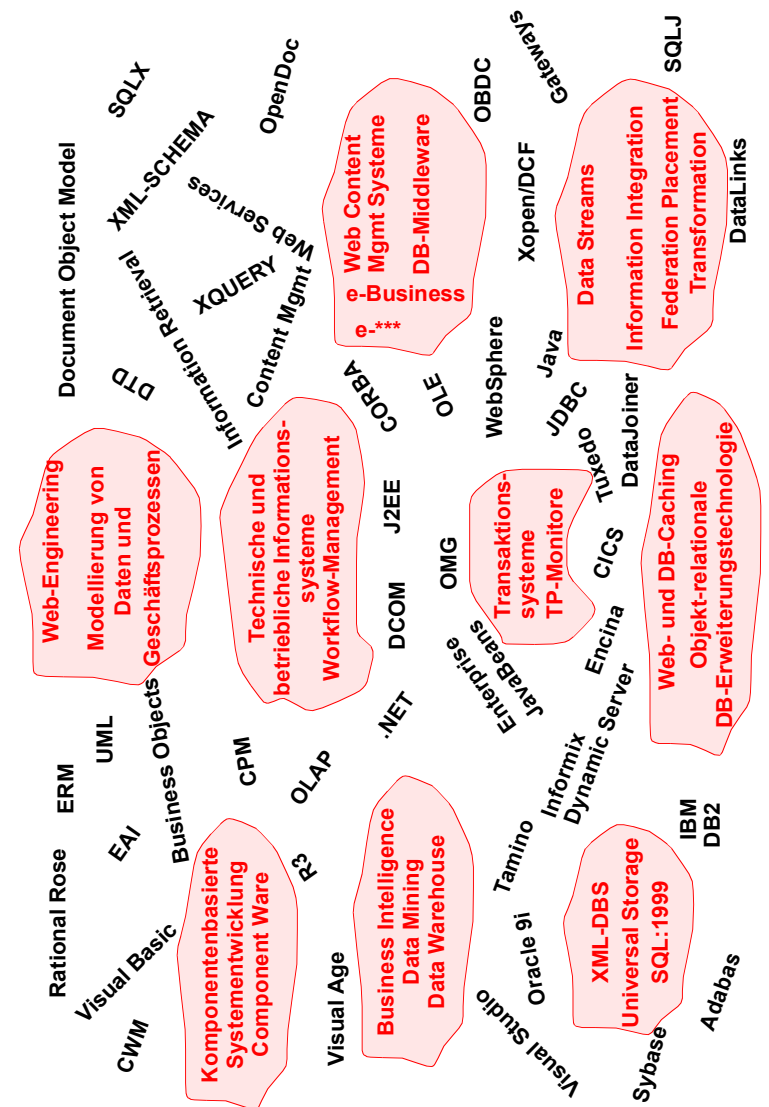 Rational Rose
ERM
UML
DTD
Document Object Model
SQLX
XML-SCHEMA
OpenDoc
CWM
Visual Basic
EAI
Business Objects
Web-Engineering
Modellierung von
Daten und
Geschäftsprozessen
Information Retrieval
XQUERY
Web Services
Content Mgmt
Komponentenbasierte
Systementwicklung
Component Ware
R3
CPM
OLAP
Technische und
betriebliche Informations-
systeme
Workflow-Management
Web Content
Mgmt Systeme
DB-Middleware
e-Business
e-***
Visual Age
.NET
DCOM
J2EE
CORBA
OLE
OBDC
Business Intelligence
Data Mining
Data Warehouse
OMG
WebSphere
Xopen/DCF
Gateways
Enterprise
JavaBeans
Transaktions-
systeme
TP-Monitore
Java
JDBC
Tuxedo
DataJoiner
Visual Studio
Oracle 9i
Tamino
Informix
Dynamic Server
Encina
CICS
Data Streams
Information Integration
Federation Placement
Transformation
SQLJ
DataLinks
XML-DBS
Universal Storage
SQL:1999
Sybase
Adabas
IBM
DB2
Web- und DB-Caching
Objekt-relationale
DB-Erweiterungstechnologie